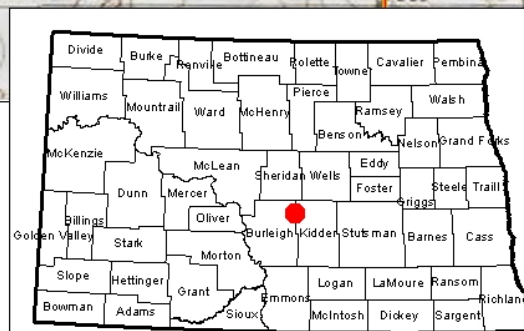 Divide
Burke
Renville
Bottineau
Rolette
Towne
Cavalier
Pembina
Williams
Mountrail
Ward
McHenry
Pierce
Ramsey
Walsh
Benson
Nelson
Grand Forks
McKenzie
McLean
Sheridan
Wells
Eddy
Foster
Griggs
Steele
Traill
Dunn
Mercer
Oliver
Billings
Golden Valley
Stark
Burleigh
Kidder
Stutsman
Barnes
Cass
Morton
Slope
Hettinger
Grant
Sioux
Emmons
Logan
LaMoure
Ransom
Richland
Bowman
Adams
McIntosh
Dickey
Sargent